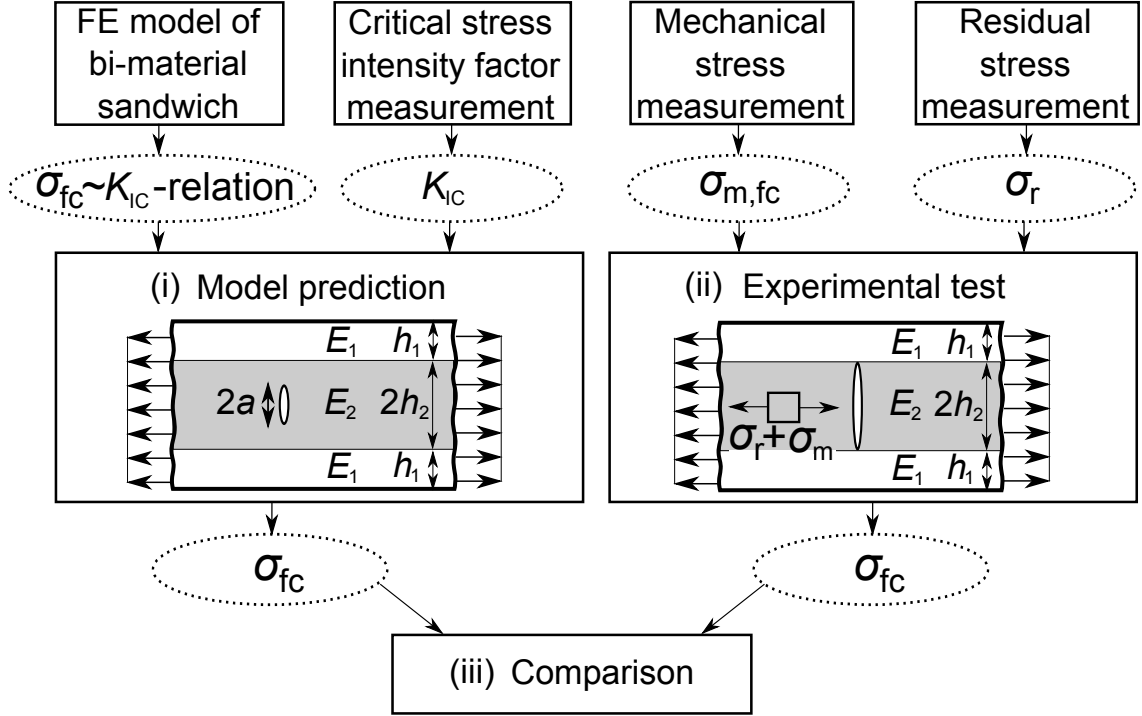 FE model of
bi-material
sandwich
Critical stress
intensity factor
measurement
Mechanical
stress
measurement
Residual
stress
measurement
σfc~KIC-relation
KIC
σm,fc
σr
(i) Model prediction
E1 h1
2a E2 2h2
E1 h1
(ii) Experimental test
E1 h1
E2 2h2
σr+σm
E1 h1
σfc
σfc
(iii) Comparison